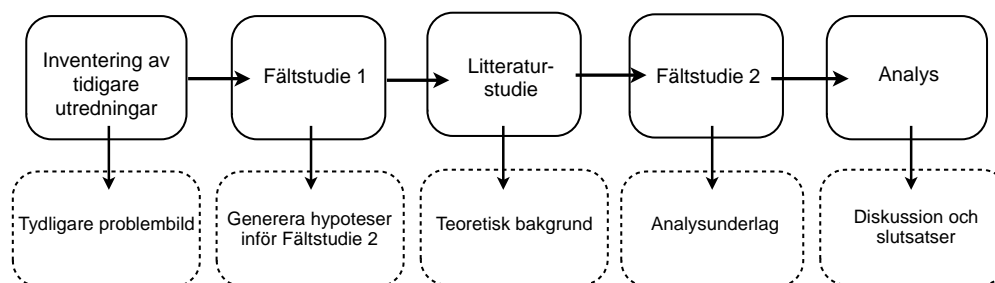 Inventering av
tidigare
utredningar
Fältstudie 1
Litteratur-
studie
Fältstudie 2
Analys
Tydligare problembild
Generera hypoteser
inför Fältstudie 2
Teoretisk bakgrund
Analysunderlag
Diskussion och
slutsatser